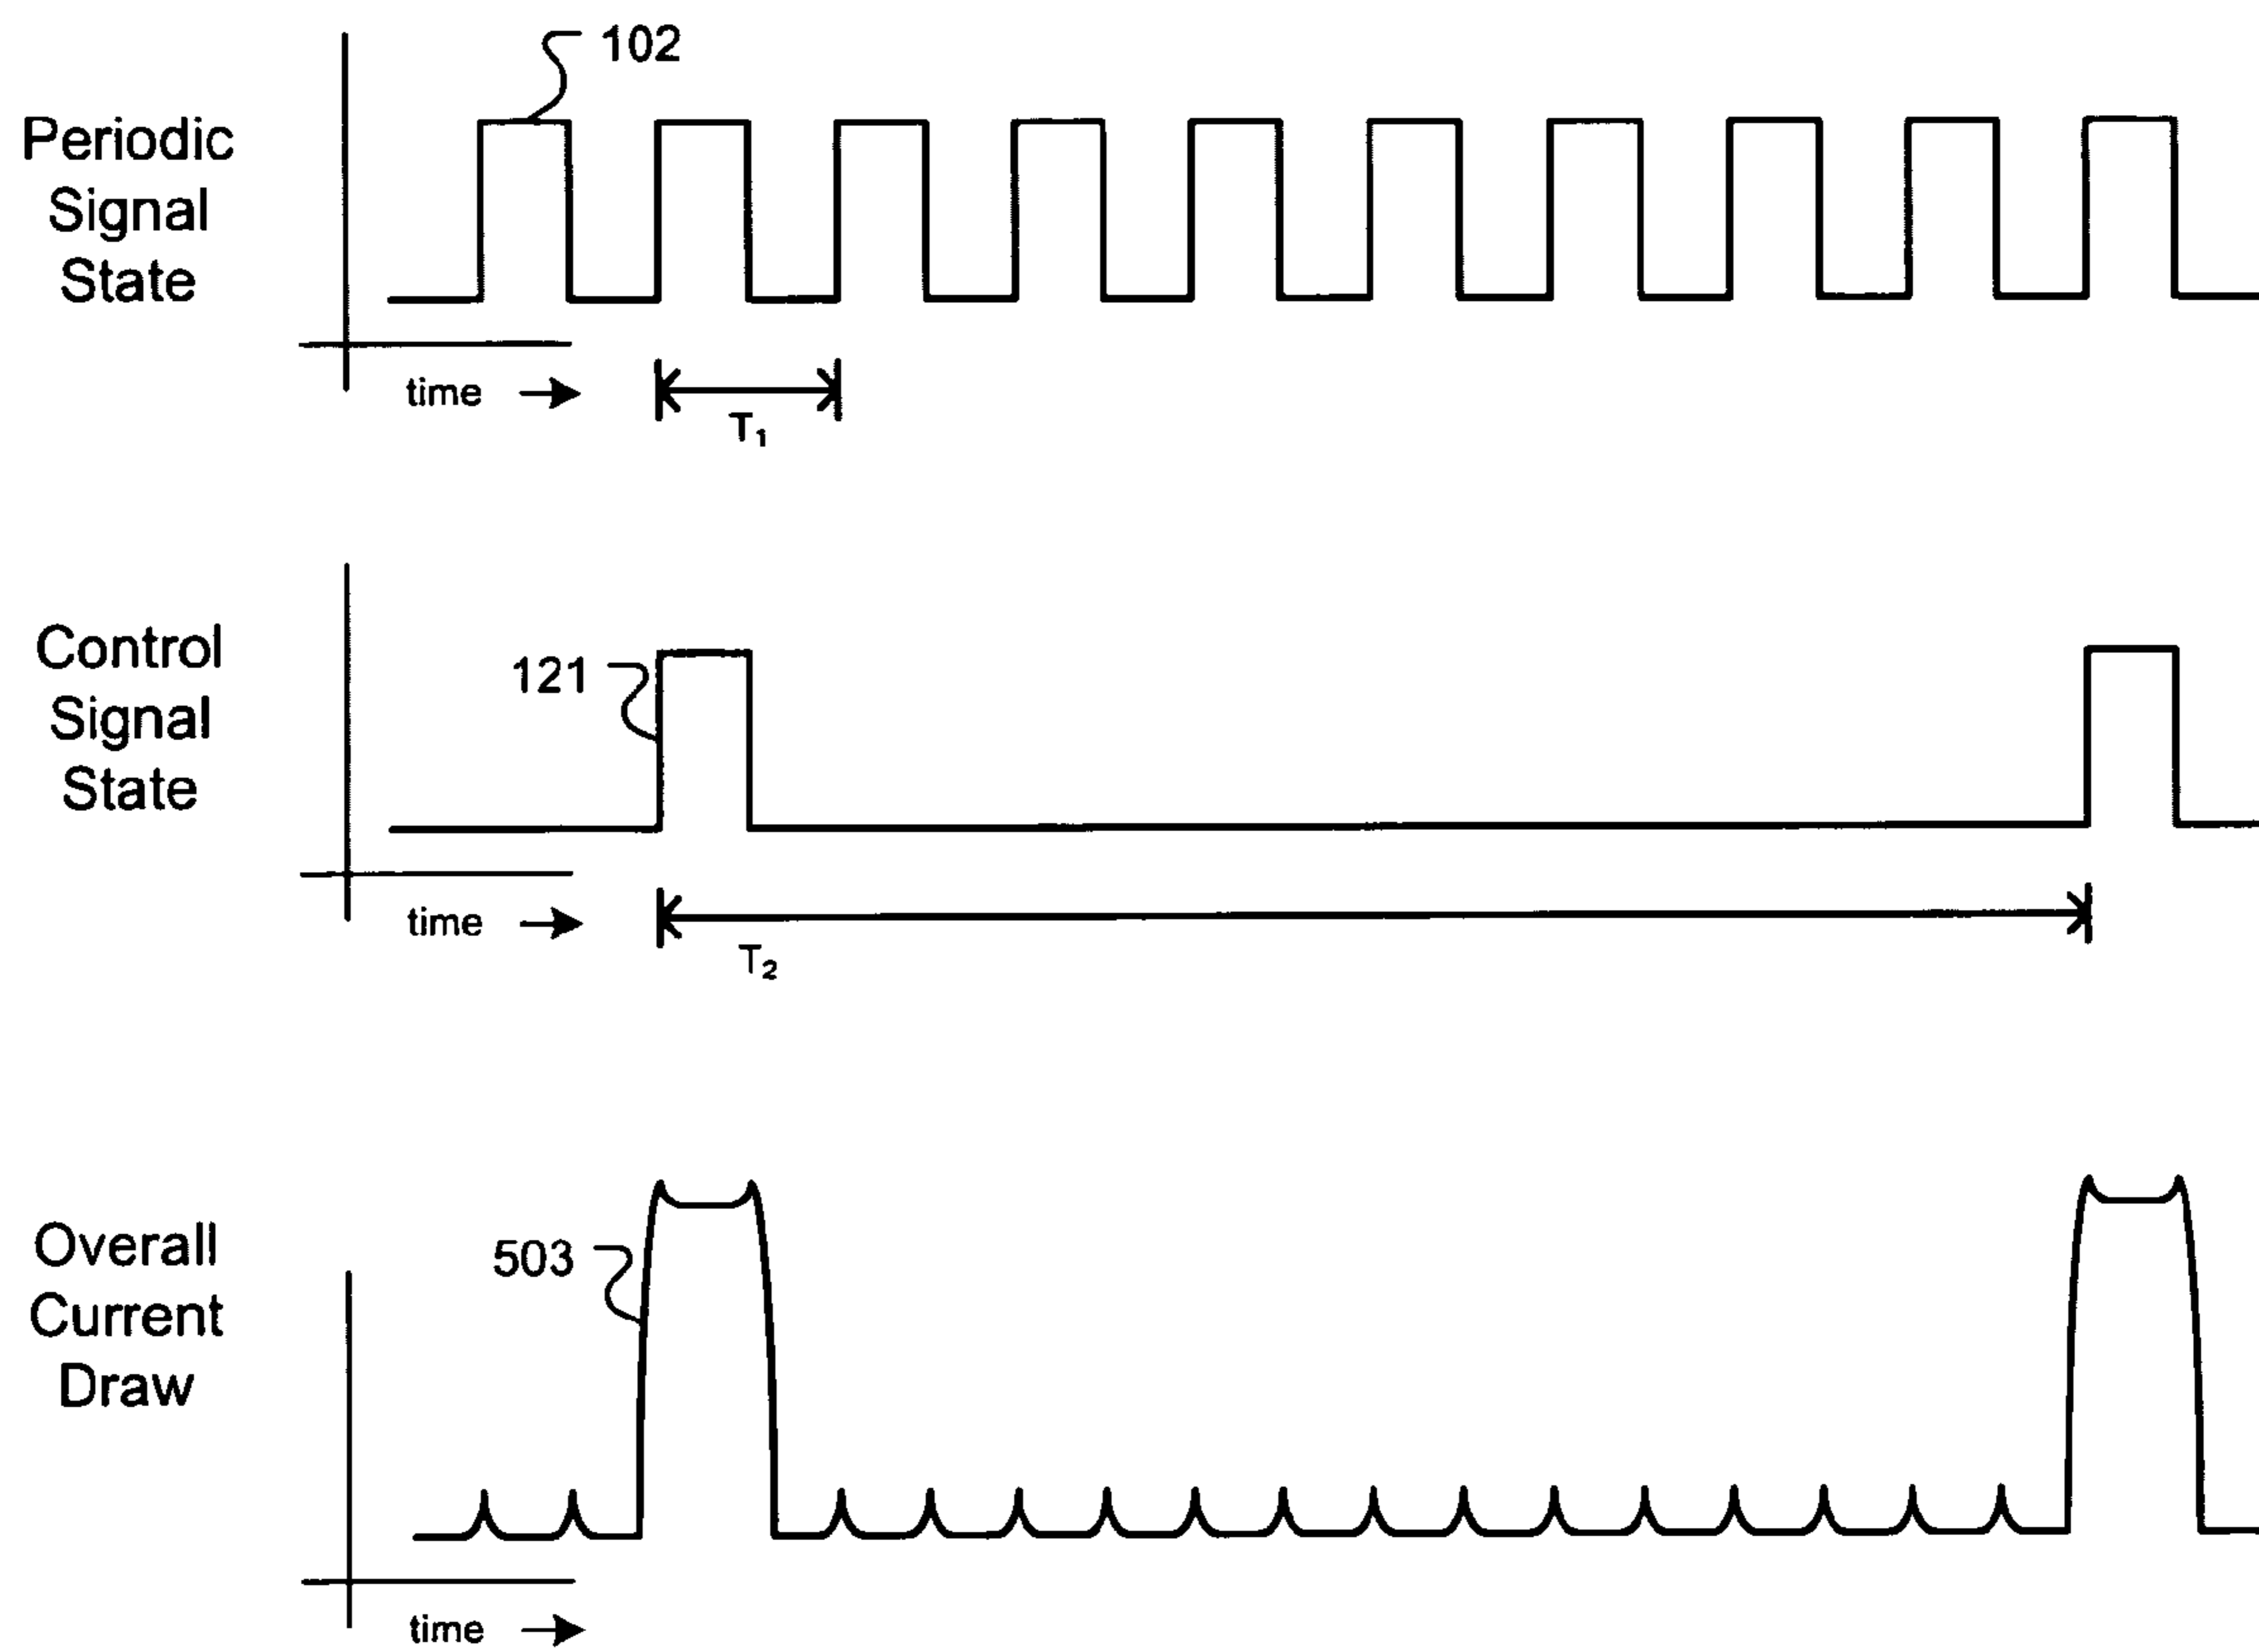 102
Periodic
Signal
State
time
T₁
Control
Signal
State
121
time
T₂
Overall
Current
Draw
503
time